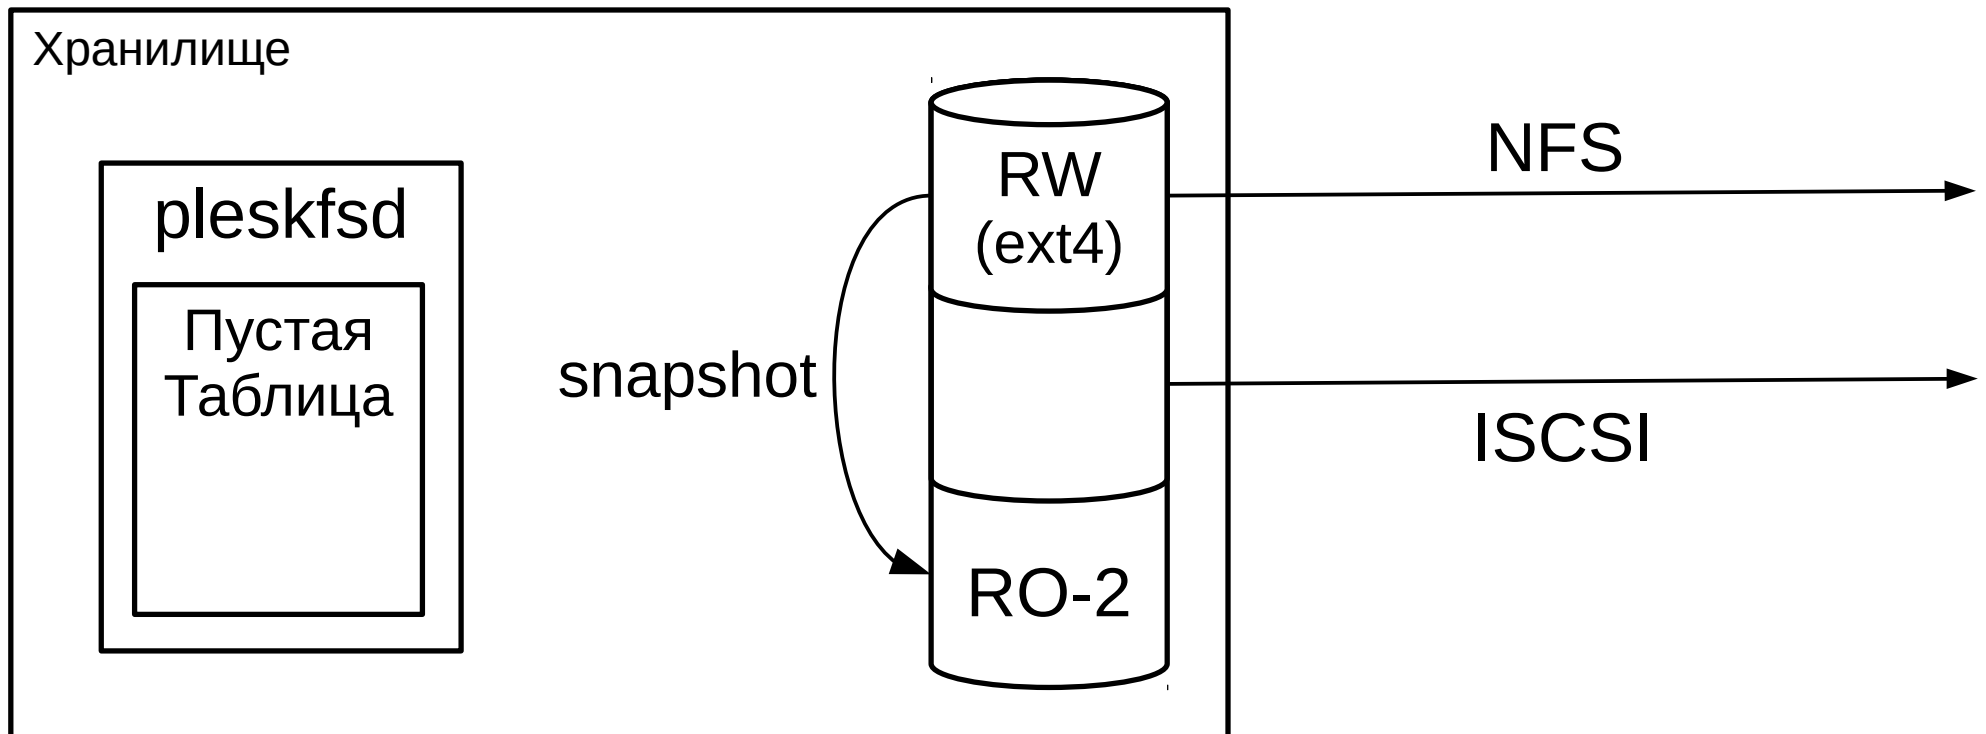 Хранилище
pleskfsd
Пустая
Таблица
snapshot
RW
(ext4)
RO-2
NFS
ISCSI